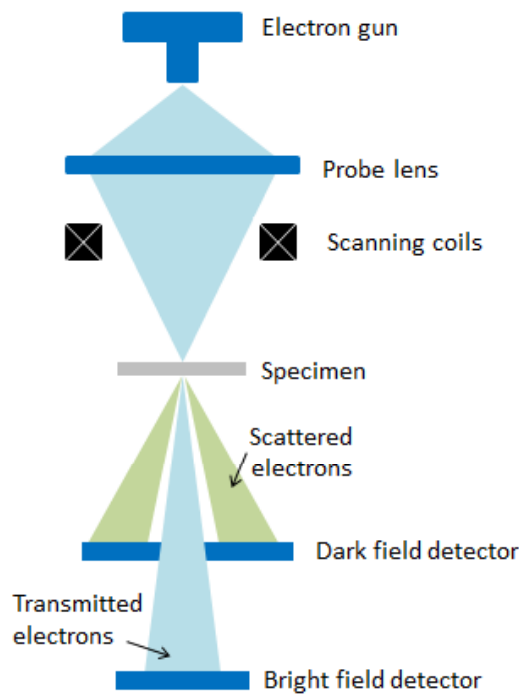 Electron gun
Probe lens
Scanning coils
Specimen
Scattered
electrons
Dark field detector
Transmitted
electrons
Bright field detector